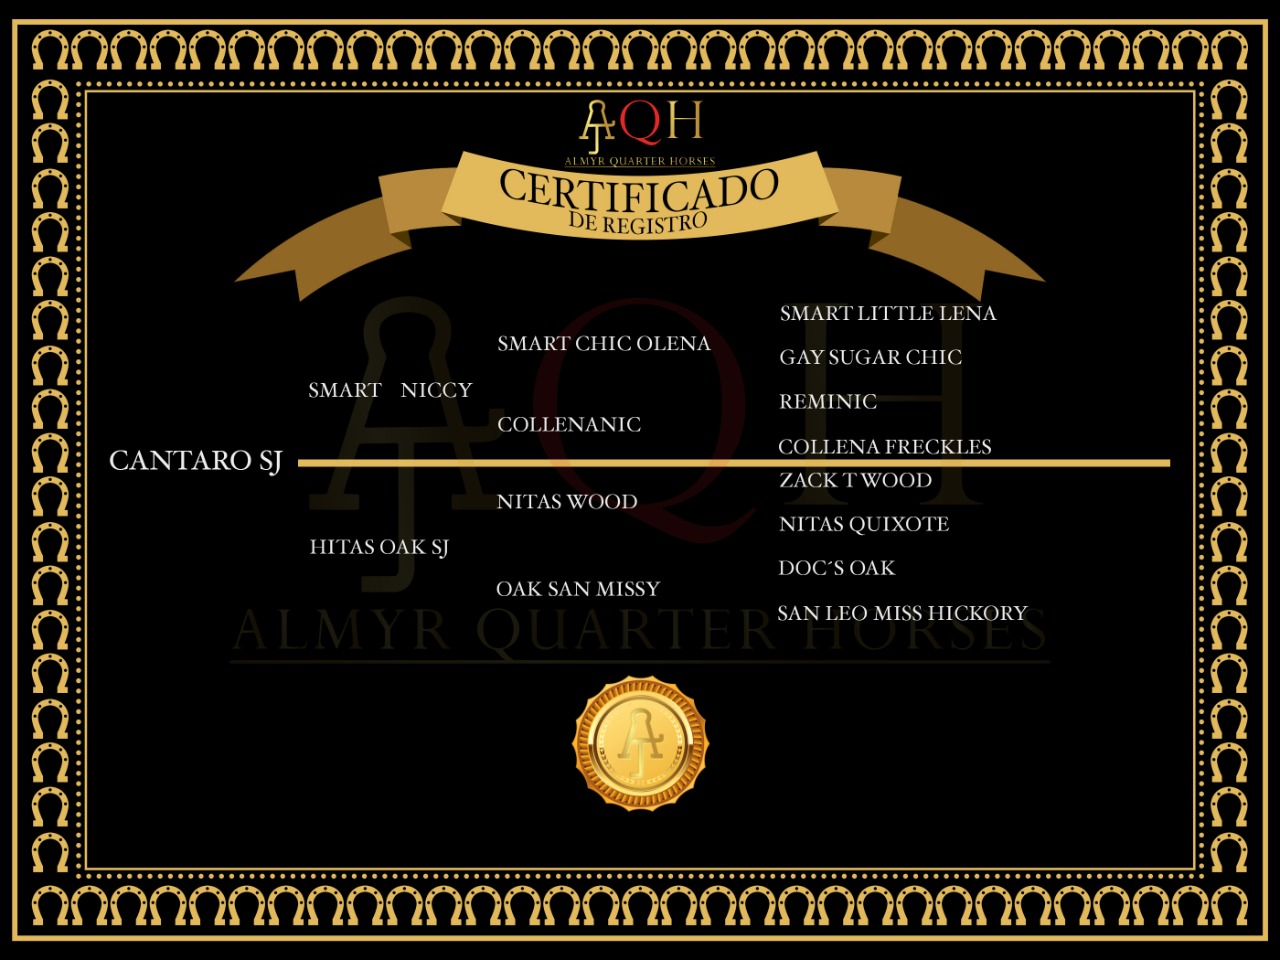 AQH
ALMYR QUARTER HORSES
CERTIFICADO
DE REGISTRO
SMART LITTLE LENA
SMART CHIC OLENA
GAY SUGAR CHIC
SMART NICCY
REMINIC
COLLENANIC
COLLENA FRECKLES
CANTARO SJ
ZACK T WOOD
NITAS WOOD
NITAS QUIXOTE
HITAS OAK SJ
DOC´S OAK
OAK SAN MISSY
SAN LEO MISS HICKORY
AQH
ALMYR QUARTER HORSES